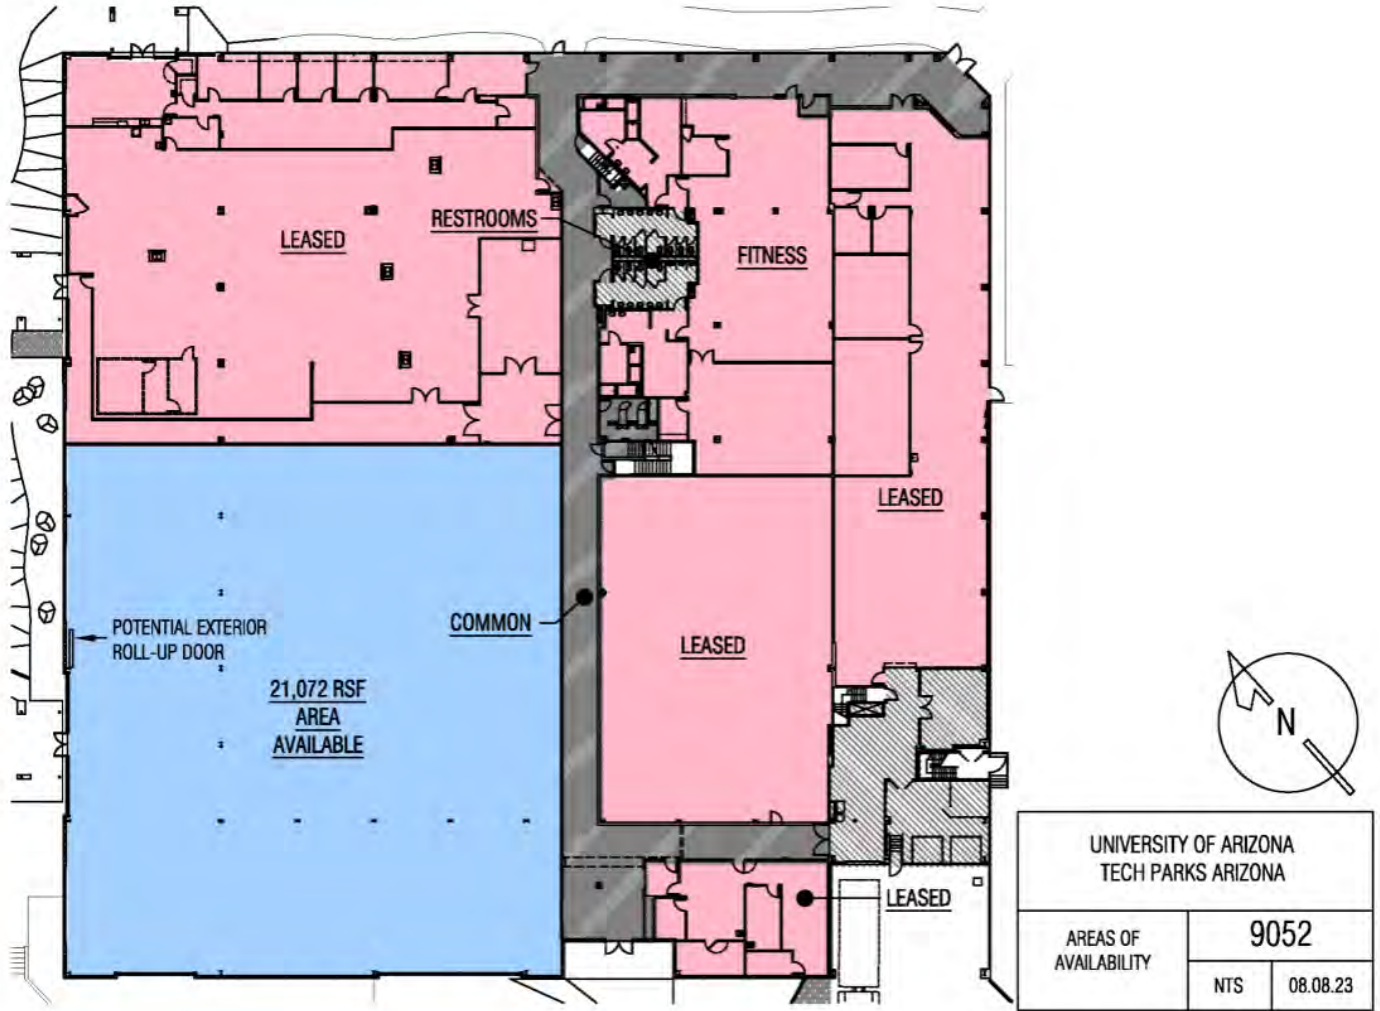 RESTROOMS
LEASED
FITNESS
LEASED
POTENTIAL EXTERIOR
ROLL-UP DOOR
COMMON
LEASED
21,072 RSF
AREA
AVAILABLE
N
LEASED
UNIVERSITY OF ARIZONA
TECH PARKS ARIZONA
AREAS OF
AVAILABILITY
9052
NTS
08.08.23